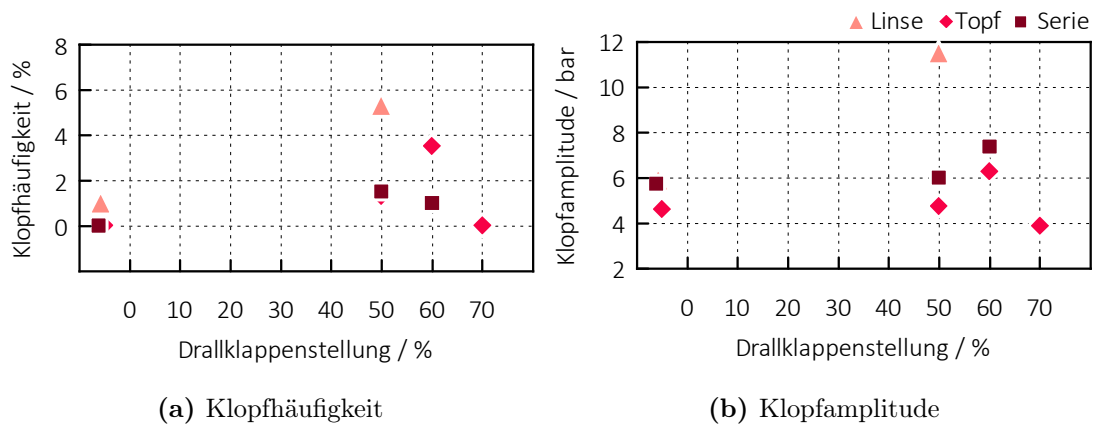 Linse Topf Serie
Klopfhäufigkeit / %
8
6
4
2
0
0 10 20 30 40 50 60 70
Drallklappenstellung / %
(a) Klopfhäufigkeit
Klopfamplitude / bar
12
10
8
6
4
2
0 10 20 30 40 50 60 70
Drallklappenstellung / %
(b) Klopfamplitude